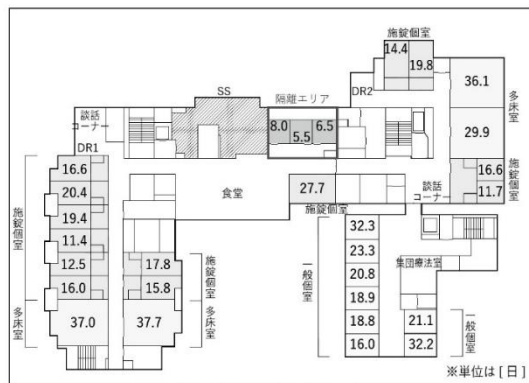 施錠個室
14.4
19.8
36.1
多床室
29.9
SS
隔離エリア
DR2
談話
コーナー
8.0
5.5
6.5
DR1
16.6
20.4
19.4
11.4
12.5
16.0
施錠個室
多床室
37.0
37.7
17.8
15.8
施錠個室
多床室
食堂
27.7
施錠個室
談話
コーナー
16.6
11.7
施錠個室
32.3
23.3
20.8
18.9
18.8
16.0
一般個室
集団療法室
21.1
32.2
一般個室
※単位は [ 日 ]